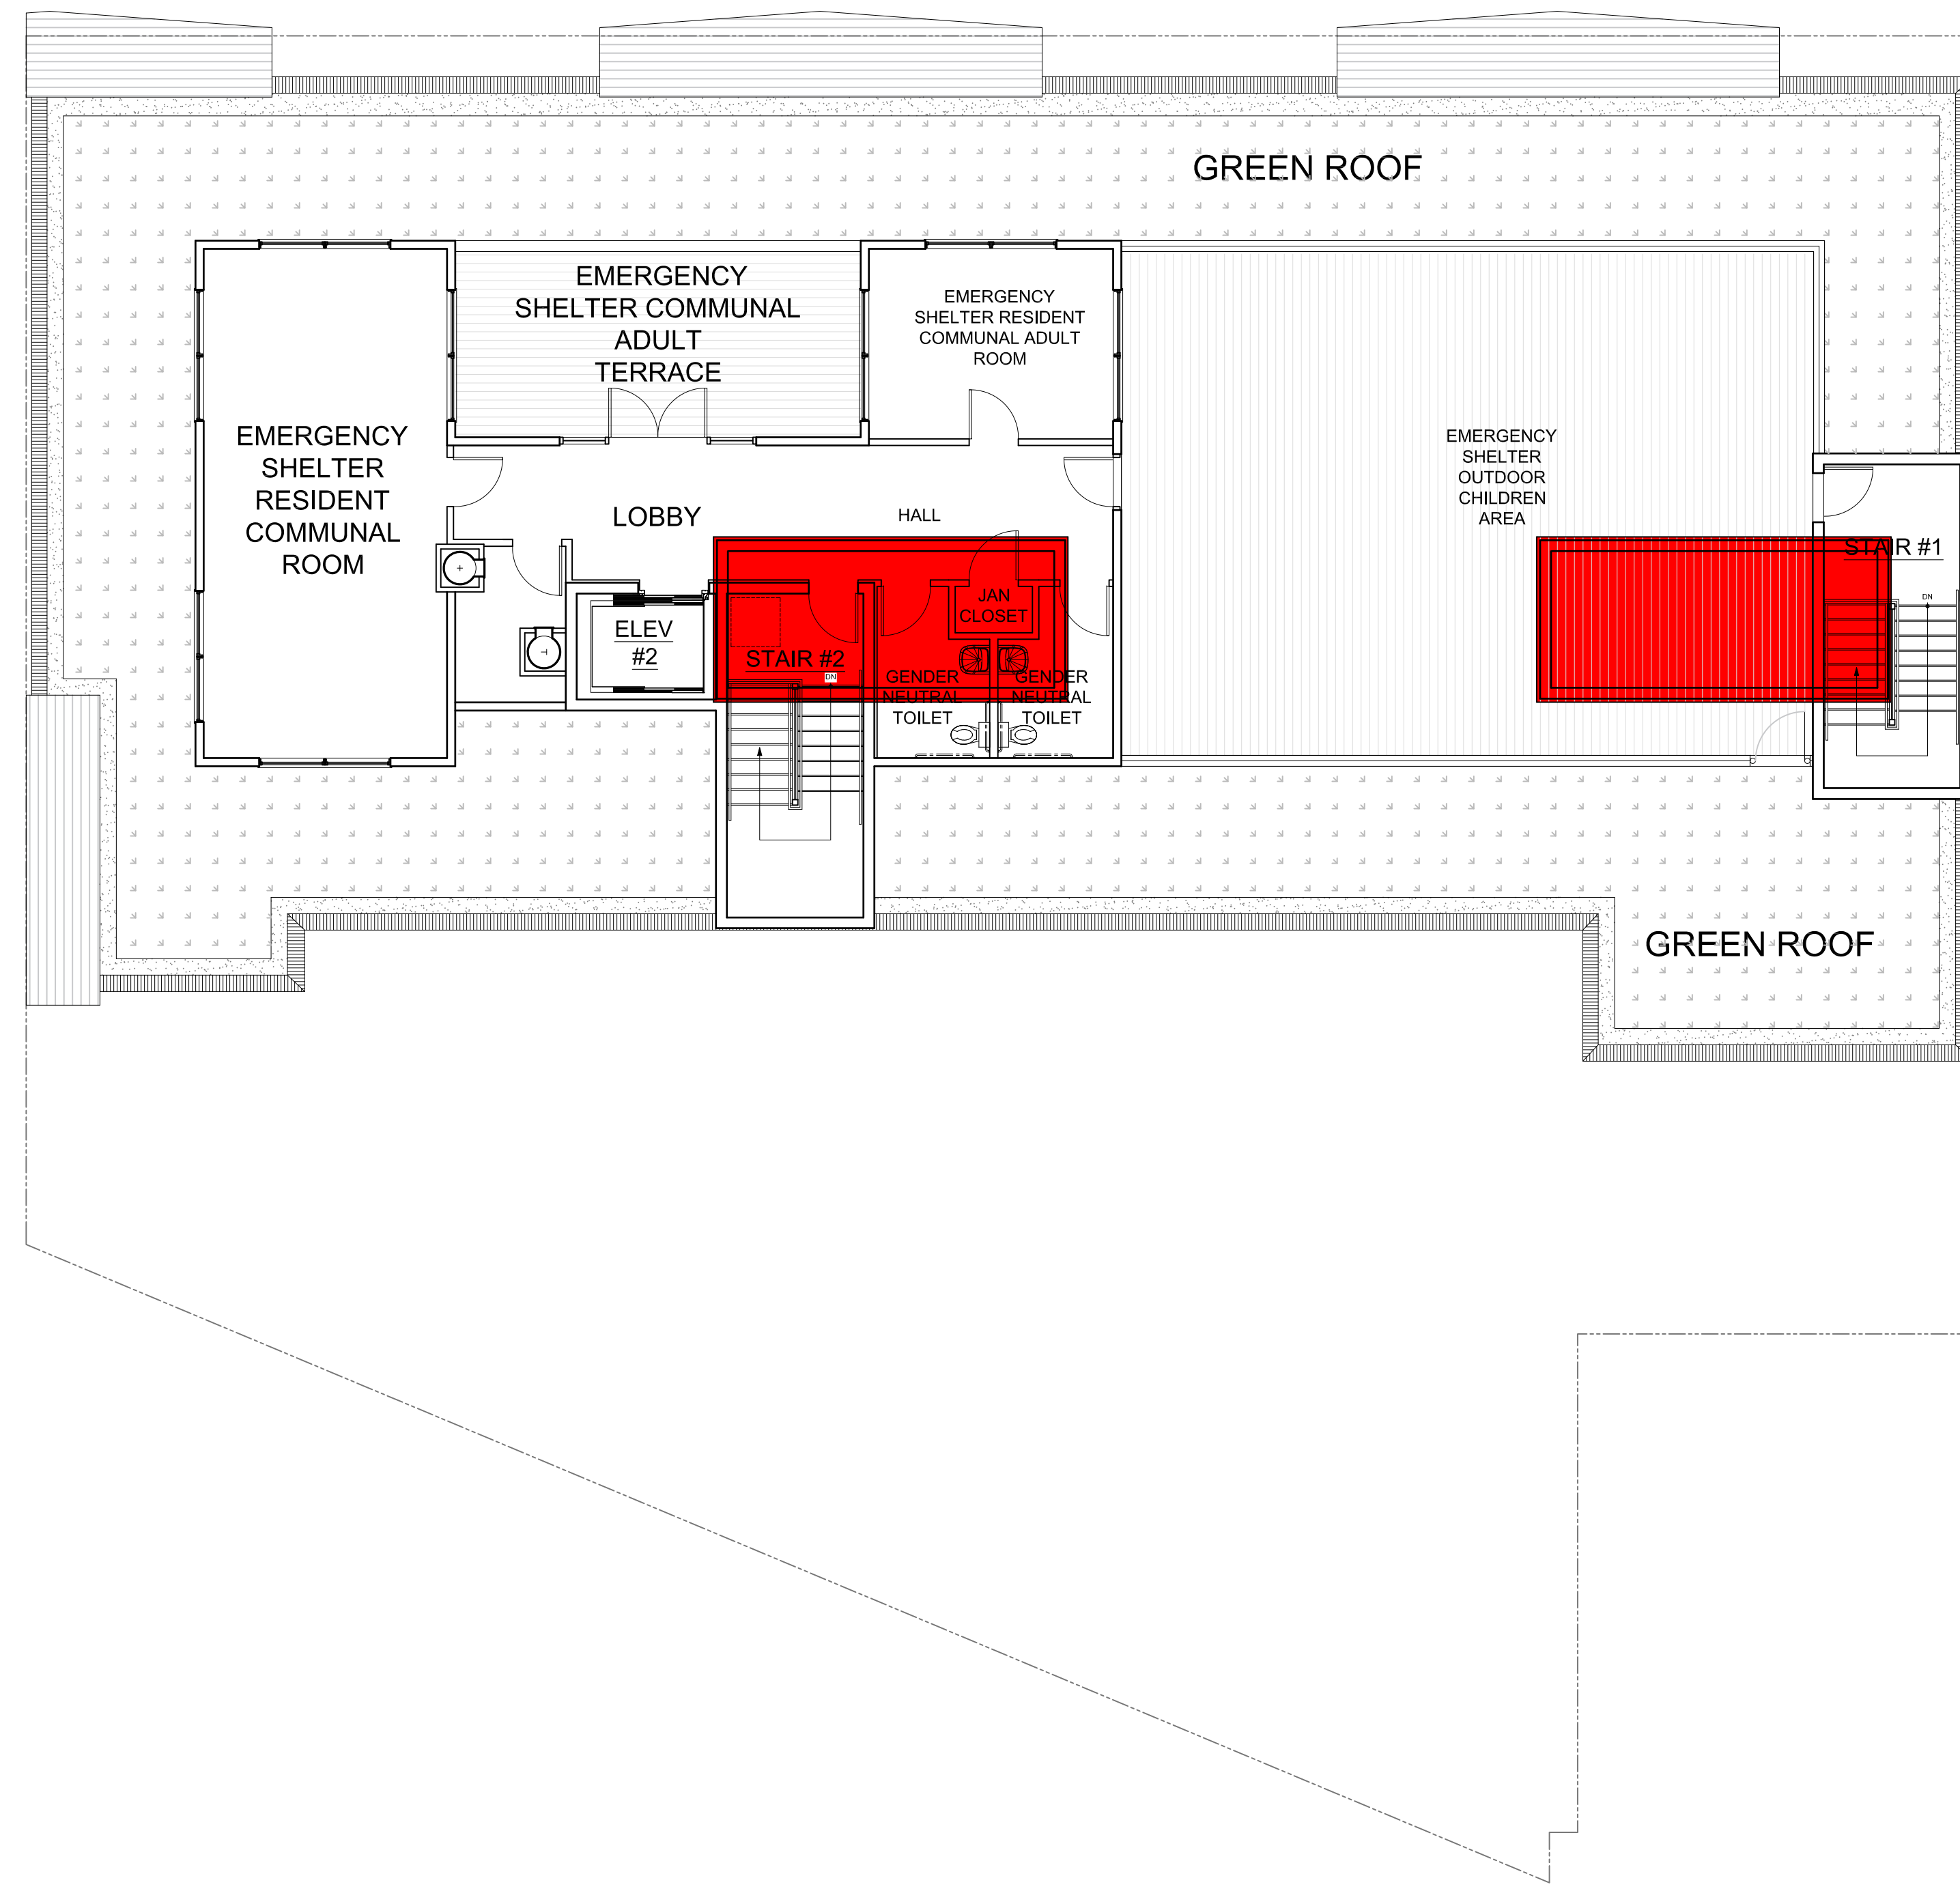 GREEN ROOF
EMERGENCY
SHELTER COMMUNAL
ADULT
TERRACE
EMERGENCY
SHELTER RESIDENT
COMMUNAL ADULT
ROOM
EMERGENCY
SHELTER
RESIDENT
COMMUNAL
ROOM
EMERGENCY
SHELTER
OUTDOOR
CHILDREN
AREA
LOBBY
HALL
STAIR #1
DN
JAN
CLOSET
ELEV
#2
STAIR #2
DN
GENDER
NEUTRAL
TOILET
GENDER
NEUTRAL
TOILET
T
GREEN ROOF